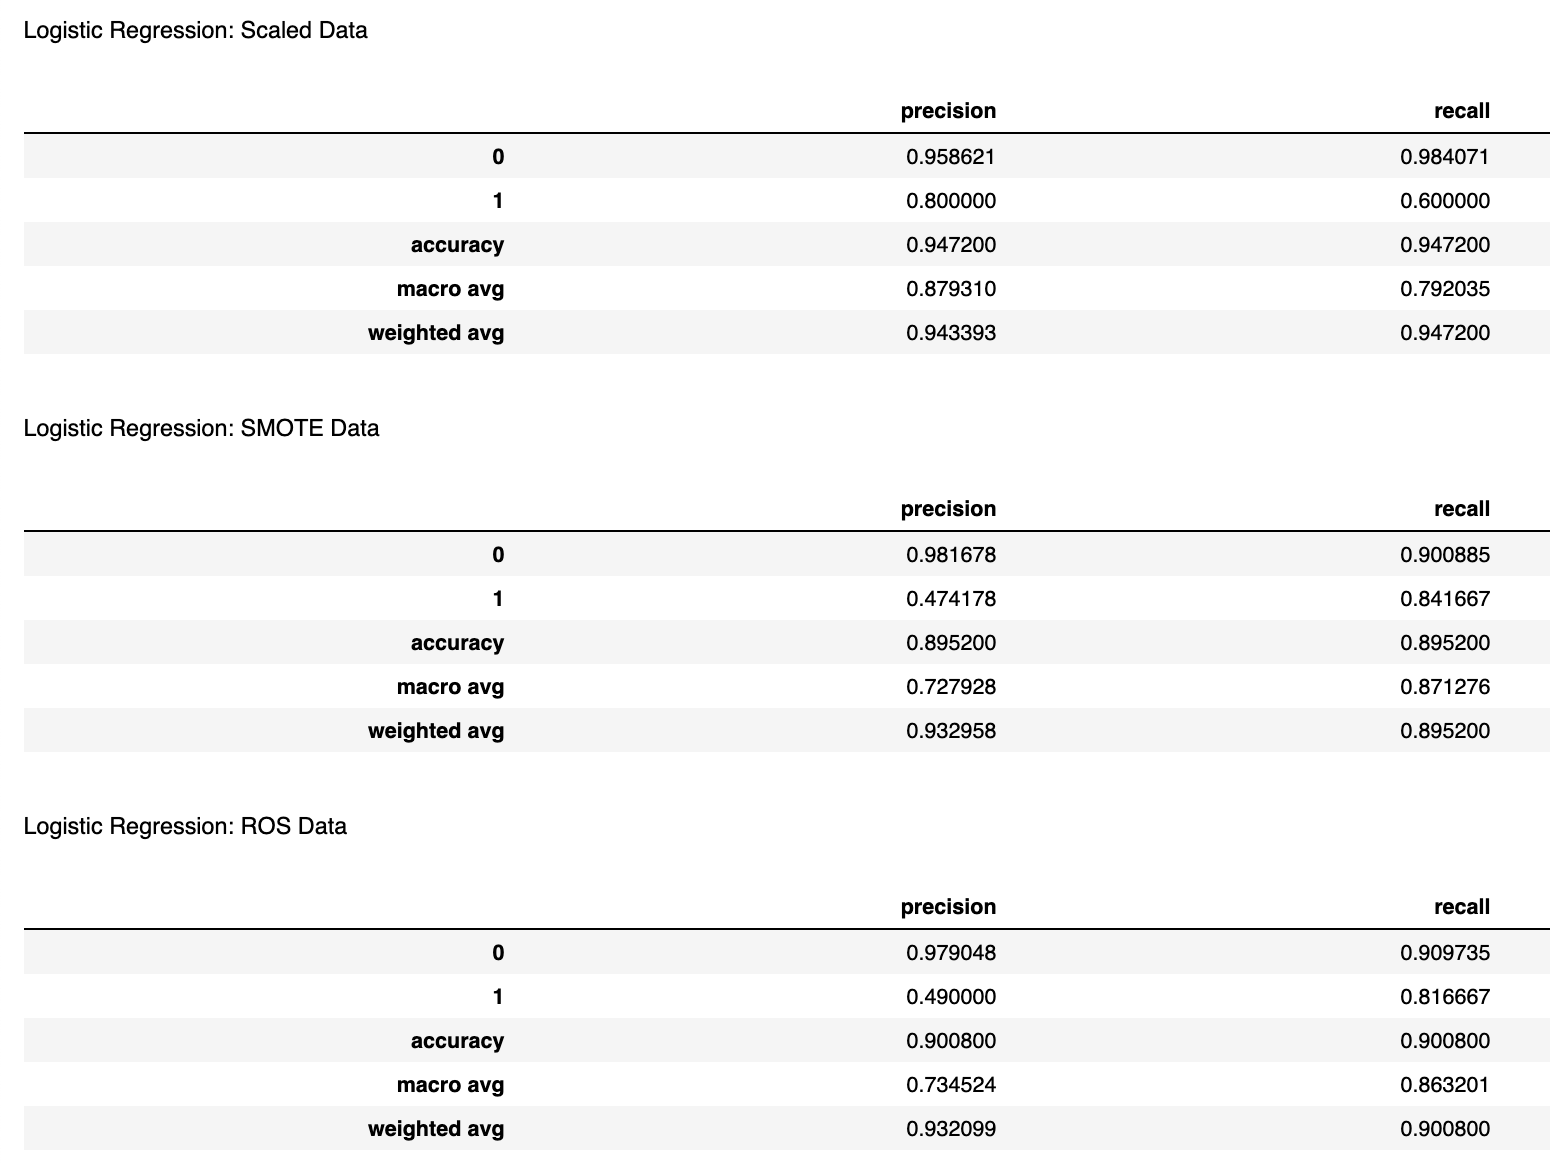 Logistic Regression: Scaled Data
precision recall
0 0.958621 0.984071
1 0.800000 0.600000
accuracy 0.947200 0.947200
macro avg 0.879310 0.792035
weighted avg 0.943393 0.947200
Logistic Regression: SMOTE Data
precision recall
0 0.981678 0.900885
1 0.474178 0.841667
accuracy 0.895200 0.895200
macro avg 0.727928 0.871276
weighted avg 0.932958 0.895200
Logistic Regression: ROS Data
precision recall
0 0.979048 0.909735
1 0.490000 0.816667
accuracy 0.900800 0.900800
macro avg 0.734524 0.863201
weighted avg 0.932099 0.900800